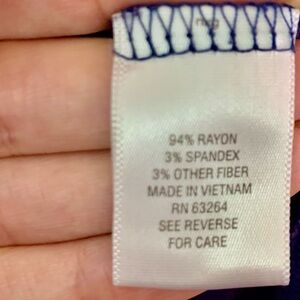 94% RAYON
3% SPANDEX
3% OTHER FIBER
MADE IN VIETNAM
RN 63264
SEE REVERSE
FOR CARE